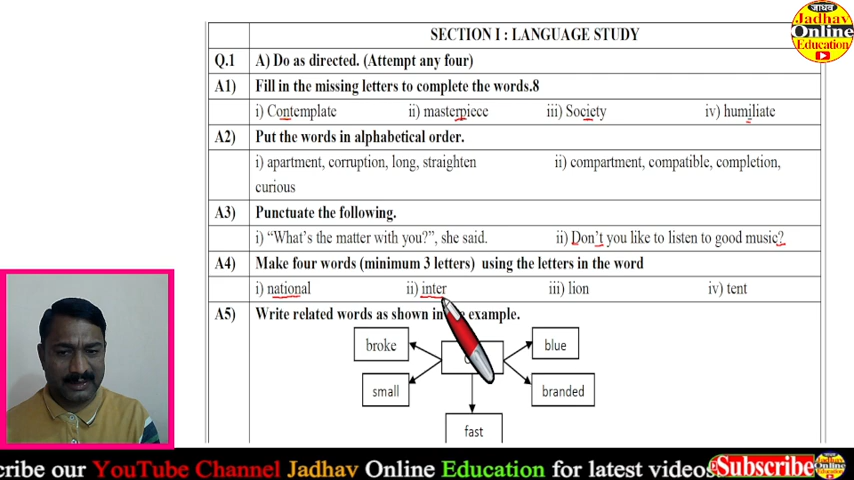 SECTION I : LANGUAGE STUDY
Q.1 A) Do as directed. (Attempt any four)
A1) Fill in the missing letters to complete the words.8
i) Contemplate ii) masterpiece iii) Society iv) humiliate
A2) Put the words in alphabetical order.
i) apartment, corruption, long, straighten ii) compartment, compatible, completion,
curious
A3) Punctuate the following.
i) “What's the matter with you?”, she said. ii) Don't you like to listen to good music?
A4) Make four words (minimum 3 letters) using the letters in the word
i) national ii) inter iii) lion iv) tent
A5) Write related words as shown in example.
broke
blue
small
branded
fast
जाधव
Jadhav
Online
Education
cribe our YouTube Channel Jadhav Online Education for latest videos
Subscribe
Jadhav
Online
Education